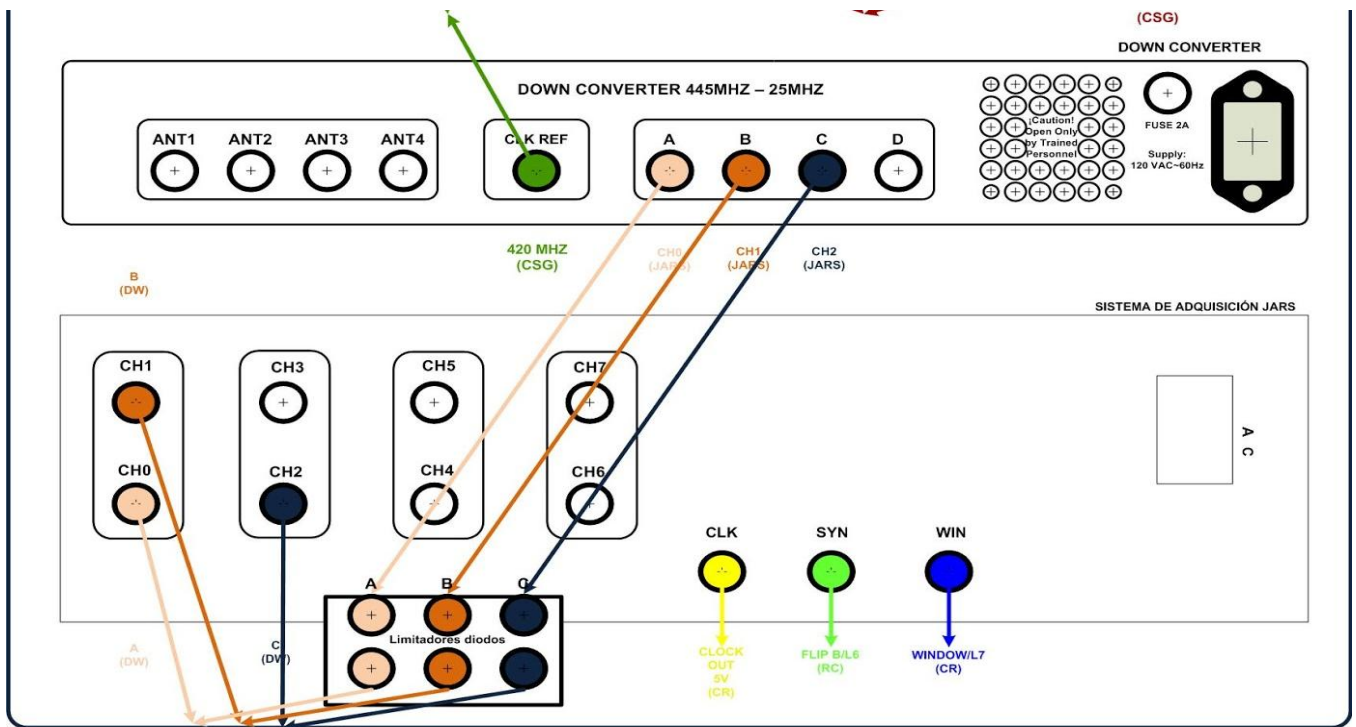 (CSG)
DOWN CONVERTER
DOWN CONVERTER 445MHZ – 25MHZ
ANT1 ANT2 ANT3 ANT4
CLK REF
A B C D
¡Caution!
Open Only
by Trained
Personnel
FUSE 2A
Supply:
120 VAC~60Hz
420 MHZ
(CSG)
CH0
(JARS)
CH1
(JARS)
CH2
(JARS)
B
(DW)
SISTEMA DE ADQUISICIÓN JARS
CH1 CH3 CH5 CH7
CH0 CH2 CH4 CH6
A C
CLK SYN WIN
A B C
Limitadores diodos
A
(DW)
C
(DW)
CLOCK
OUT
5V
(CR)
FLIP B/L6
(RC)
WINDOW/L7
(CR)